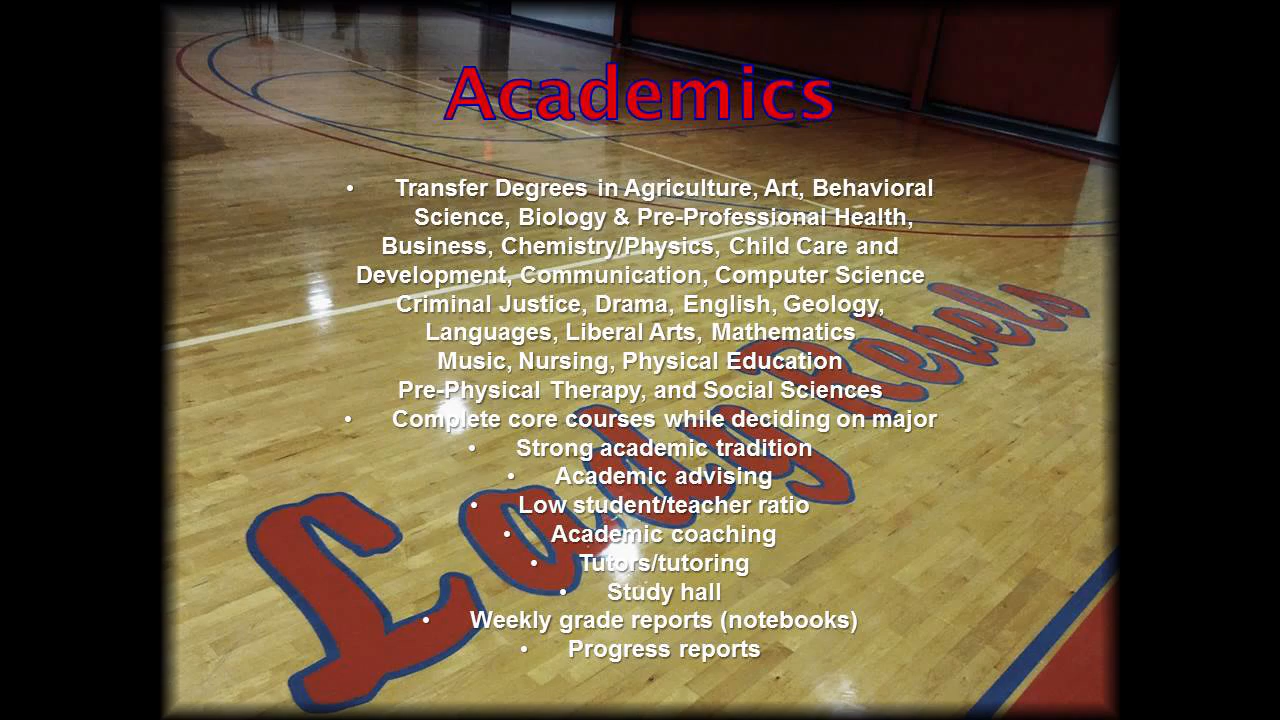 Academics
• Transfer Degrees in Agriculture, Art, Behavioral
Science, Biology & Pre-Professional Health,
Business, Chemistry/Physics, Child Care and
Development, Communication, Computer Science
Criminal Justice, Drama, English, Geology,
Languages, Liberal Arts, Mathematics
Music, Nursing, Physical Education
Pre-Physical Therapy, and Social Sciences
• Complete core courses while deciding on major
• Strong academic tradition
• Academic advising
• Low student/teacher ratio
• Academic coaching
• Tutors/tutoring
• Study hall
• Weekly grade reports (notebooks)
• Progress reports
Lady Rebels